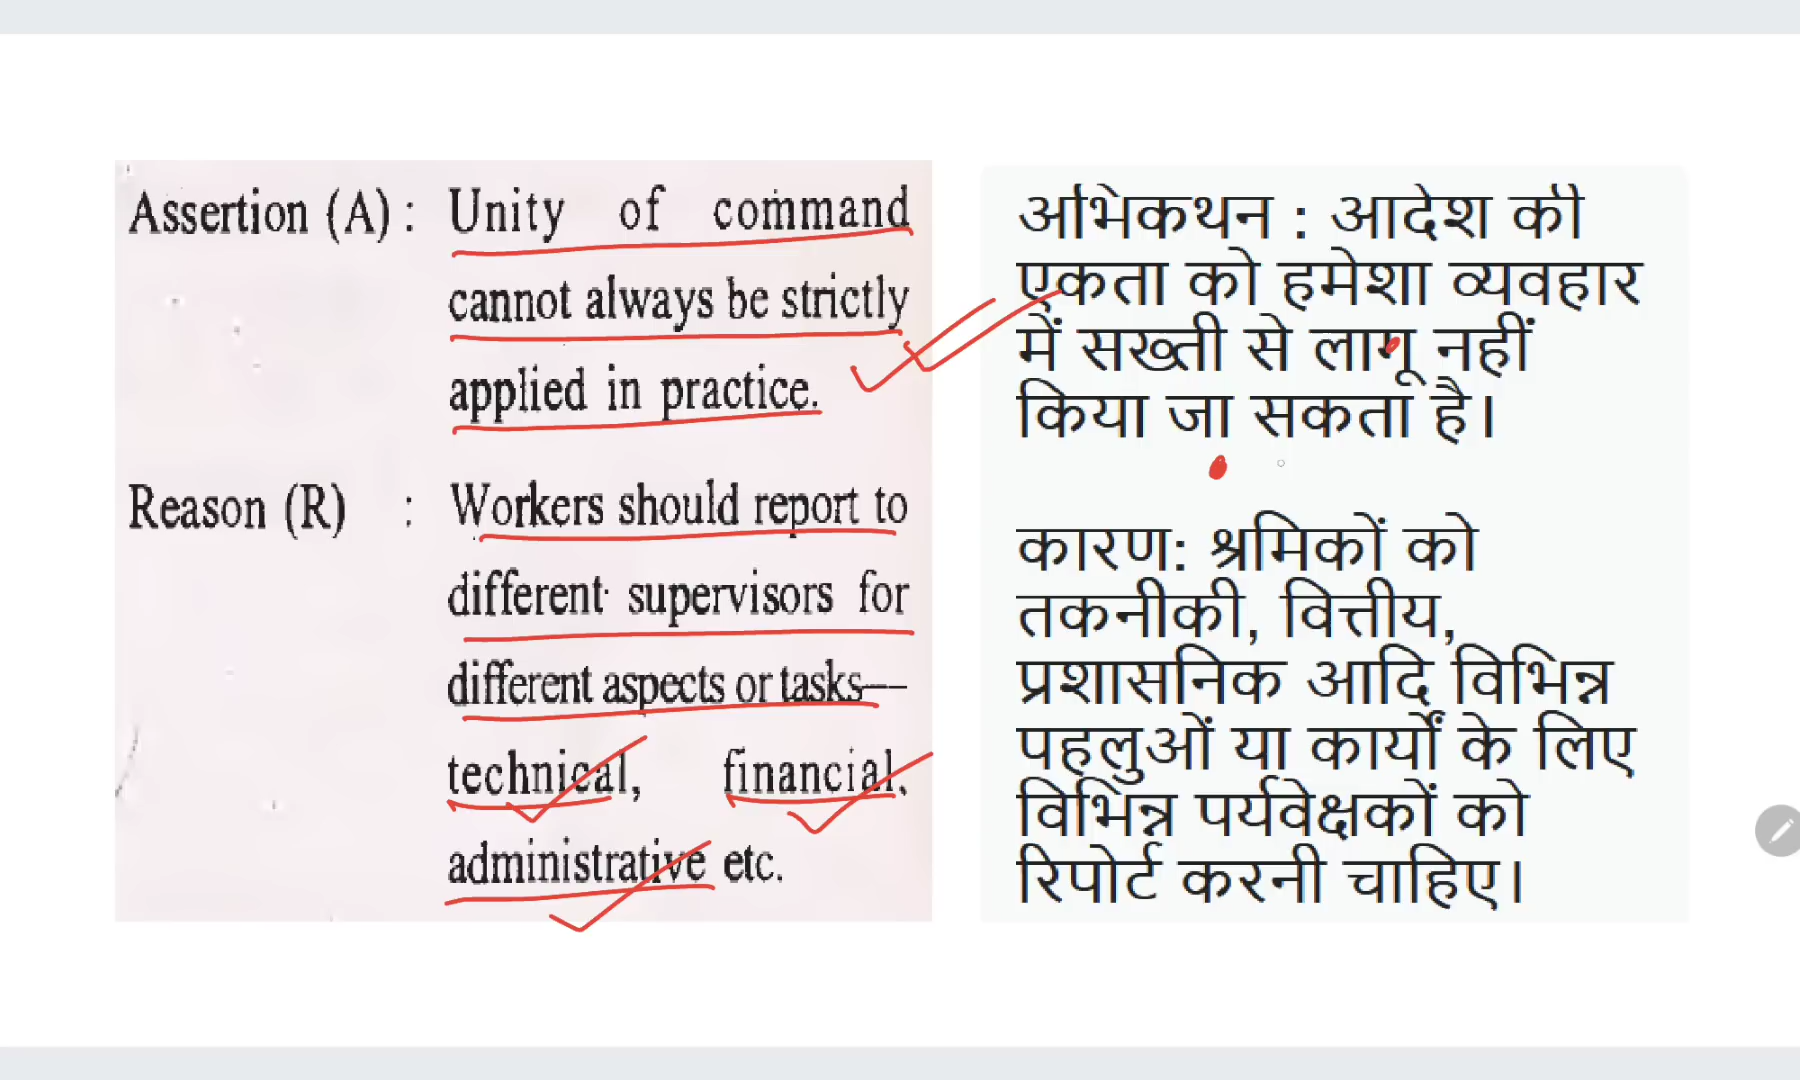 Assertion (A) : Unity of command
cannot always be strictly
applied in practice.
Reason (R) : Workers should report to
different supervisors for
different aspects or tasks—
technical, financial,
administrative etc.
अभिकथन : आदेश की
एकता को हमेशा व्यवहार
में सख्ती से लागू नहीं
किया जा सकता है।
कारण: श्रमिकों को
तकनीकी, वित्तीय,
प्रशासनिक आदि विभिन्न
पहलुओं या कार्यों के लिए
विभिन्न पर्यवेक्षकों को
रिपोर्ट करनी चाहिए।